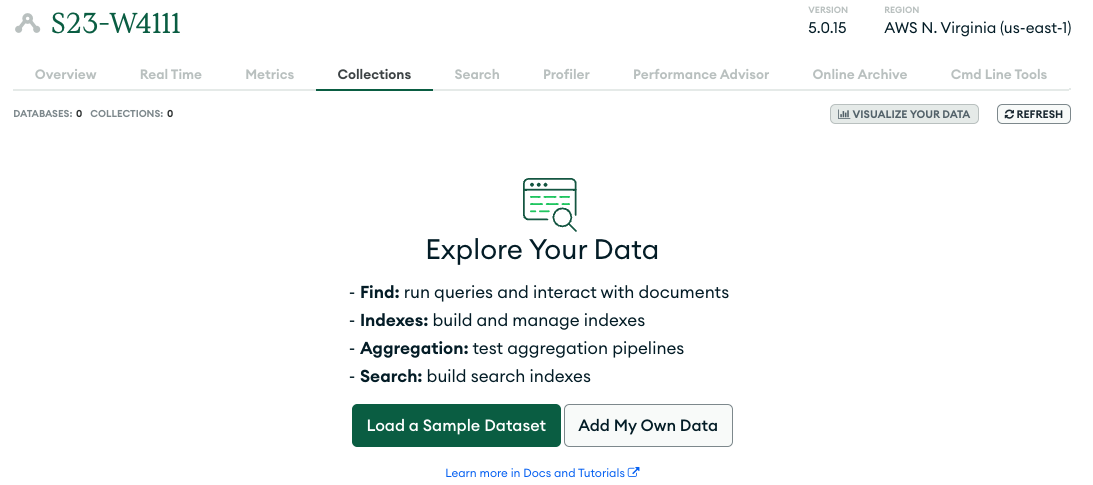 S23-W4111
VERSION
5.0.15
REGION
AWS N. Virginia (us-east-1)
Overview Real Time Metrics Collections Search Profiler Performance Advisor Online Archive Cmd Line Tools
DATABASES: 0 COLLECTIONS: 0
VISUALIZE YOUR DATA
REFRESH
Explore Your Data
- Find: run queries and interact with documents
- Indexes: build and manage indexes
- Aggregation: test aggregation pipelines
- Search: build search indexes
Load a Sample Dataset
Add My Own Data
Learn more in Docs and Tutorials